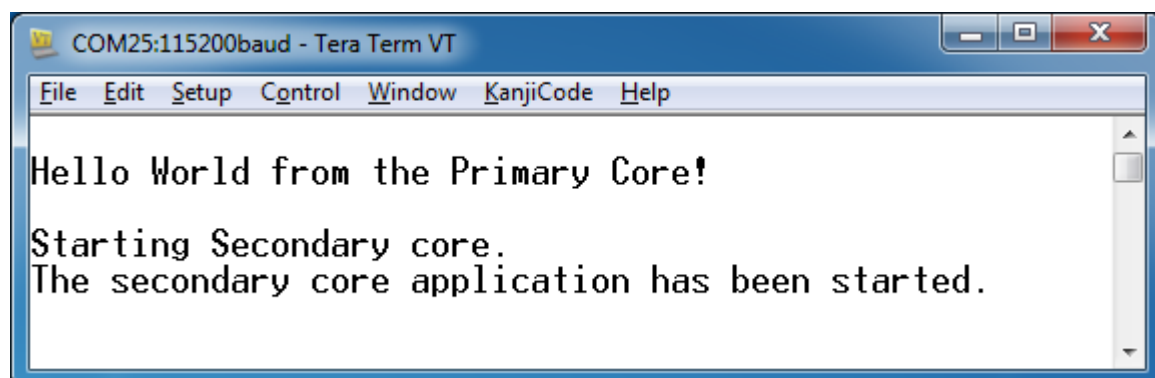 COM25:115200baud - Tera Term VT
File Edit Setup Control Window KanjiCode Help
Hello World from the Primary Core!
Starting Secondary core.
The secondary core application has been started.